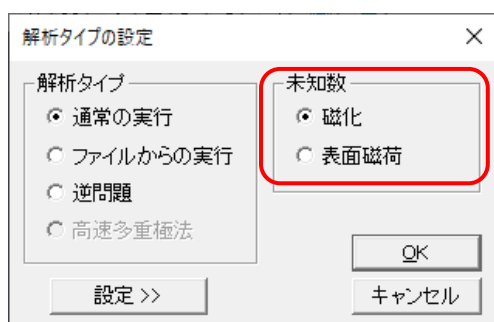 解析タイプの設定
解析タイプ
通常の実行
ファイルからの実行
逆問題
高速多重極法
設定 >>
未知数
磁化
表面磁荷
OK
キャンセル